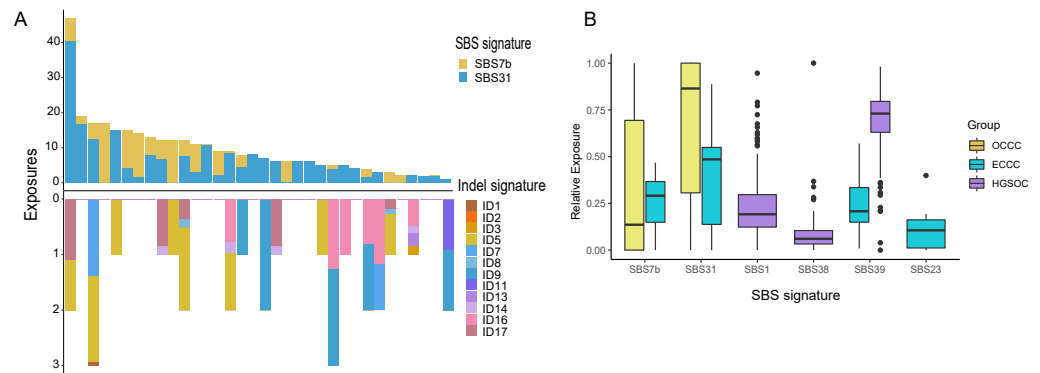 A
SBS signature
SBS7b
SBS31
40
30
20
10
0
Exposures
Indel signature
0
1
2
3
ID1
ID2
ID3
ID5
ID7
ID8
ID9
ID11
ID13
ID14
ID16
ID17
B
1.00
0.75
0.50
0.25
0.00
Relative Exposure
SBS7b SBS31 SBS1 SBS38 SBS39 SBS23
SBS signature
Group
OCCC
ECCC
HGSOC